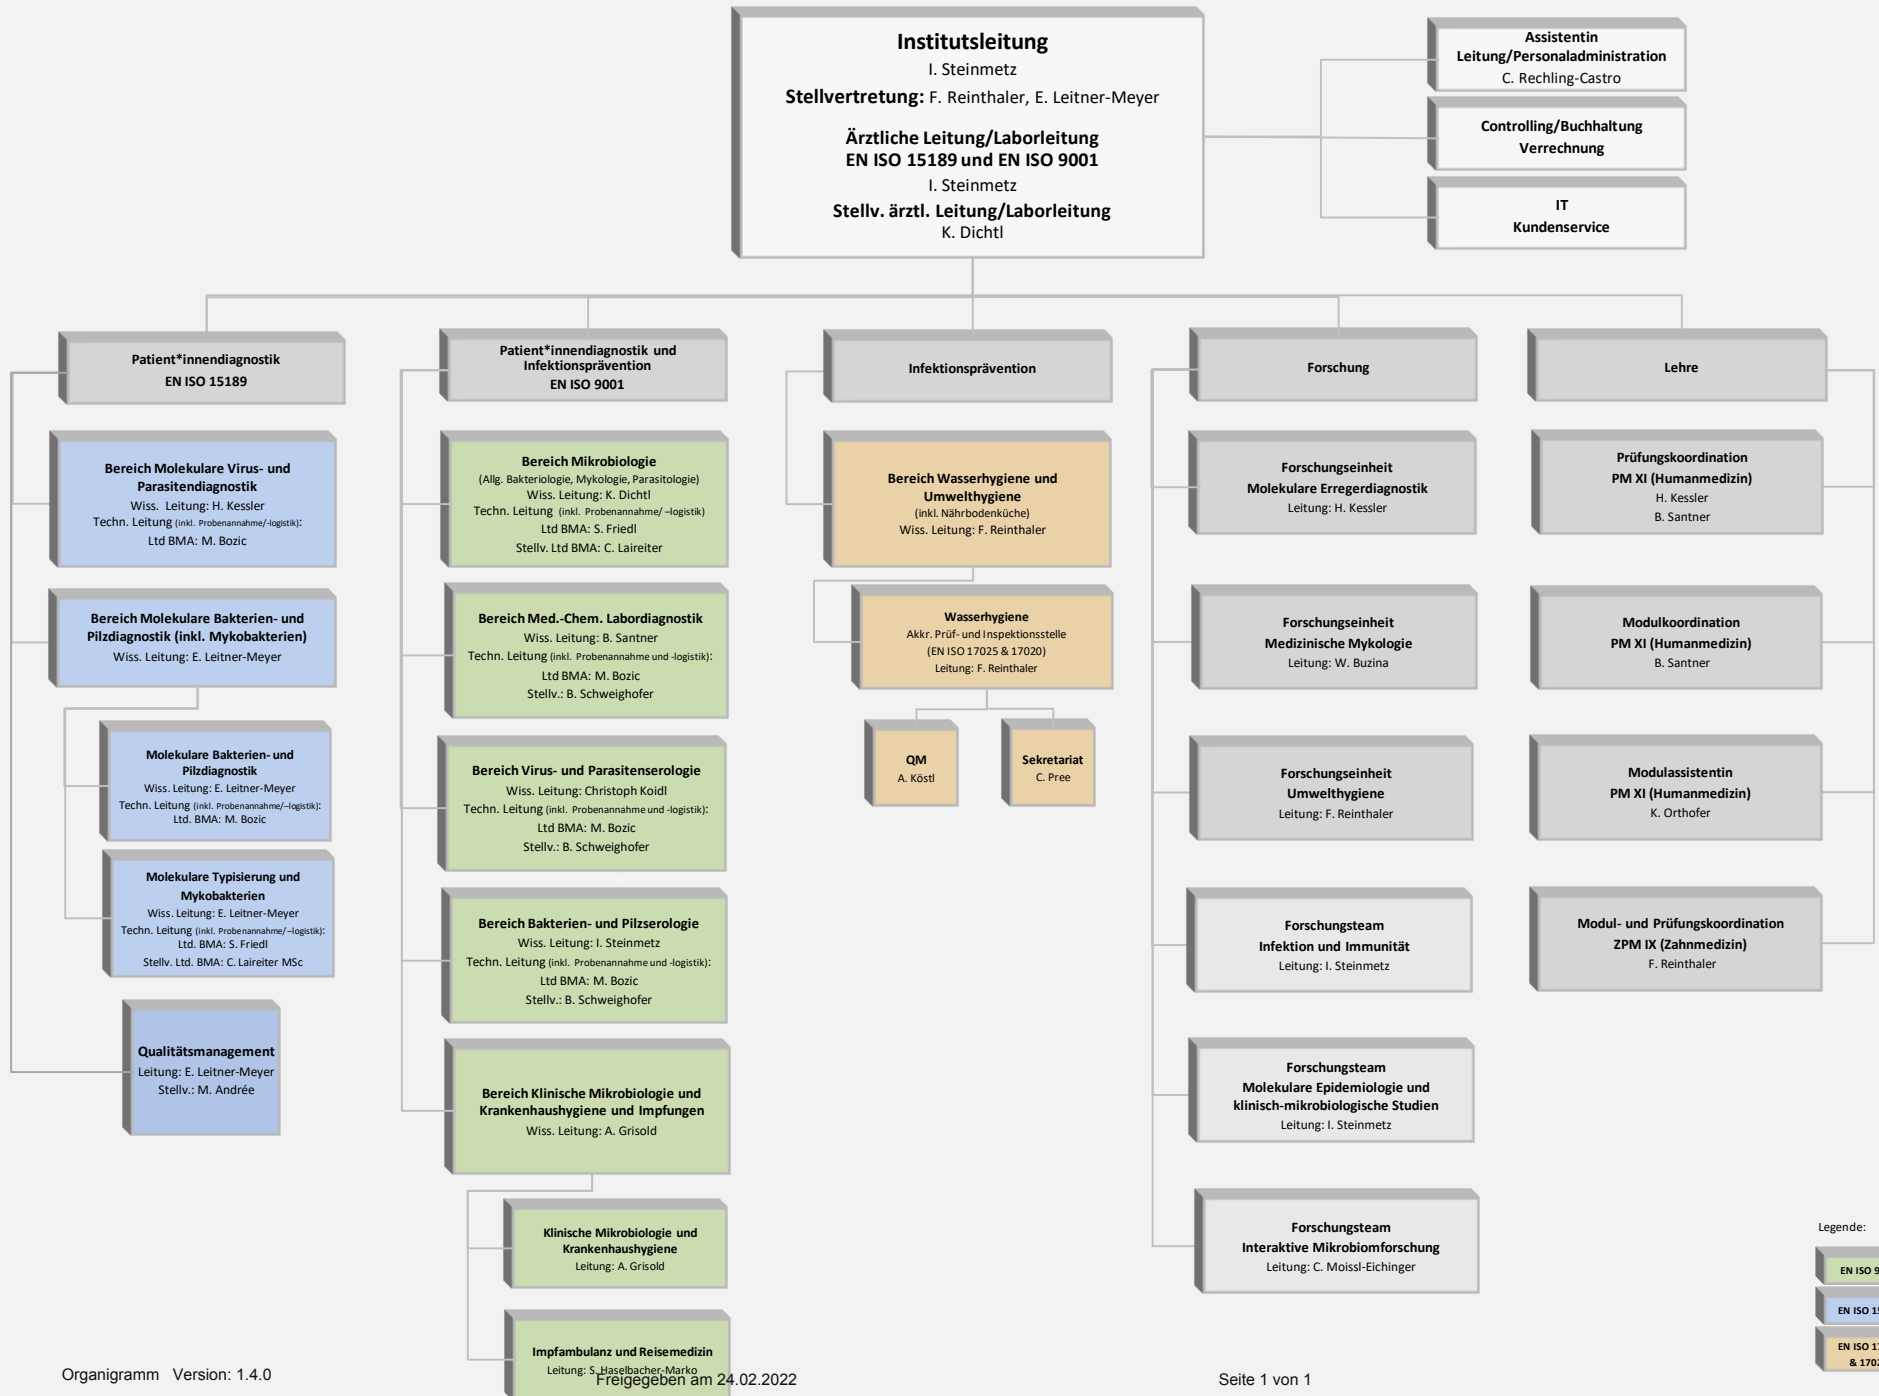 Institutsleitung
I. Steinmetz
Stellvertretung: F. Reinthaler, E. Leitner-Meyer
Ärztliche Leitung/Laborleitung
EN ISO 15189 und EN ISO 9001
I. Steinmetz
Stellv. ärztl. Leitung/Laborleitung
K. Dichtl
Assistentin
Leitung/Personaladministration
C. Rechling-Castro
Controlling/Buchhaltung
Verrechnung
IT
Kundenservice
Patient*innendiagnostik
EN ISO 15189
Bereich Molekulare Virus- und
Parasitendiagnostik
Wiss. Leitung: H. Kessler
Techn. Leitung (inkl. Probenannahme/-logistik):
Ltd BMA: M. Bozic
Bereich Molekulare Bakterien- und
Pilzdiagnostik (inkl. Mykobakterien)
Wiss. Leitung: E. Leitner-Meyer
Molekulare Bakterien- und
Pilzdiagnostik
Wiss. Leitung: E. Leitner-Meyer
Techn. Leitung (inkl. Probenannahme/–logistik):
Ltd. BMA: M. Bozic
Molekulare Typisierung und
Mykobakterien
Wiss. Leitung: E. Leitner-Meyer
Techn. Leitung (inkl. Probenannahme/–logistik):
Ltd. BMA: S. Friedl
Stellv. Ltd. BMA: C. Laireiter MSc
Qualitätsmanagement
Leitung: E. Leitner-Meyer
Stellv.: M. Andrée
Patient*innendiagnostik und
Infektionsprävention
EN ISO 9001
Bereich Mikrobiologie
(Allg. Bakteriologie, Mykologie, Parasitologie)
Wiss. Leitung: K. Dichtl
Techn. Leitung (inkl. Probenannahme/ –logistik)
Ltd BMA: S. Friedl
Stellv. Ltd BMA: C. Laireiter
Bereich Med.-Chem. Labordiagnostik
Wiss. Leitung: B. Santner
Techn. Leitung (inkl. Probenannahme und -logistik):
Ltd BMA: M. Bozic
Stellv.: B. Schweighofer
Bereich Virus- und Parasitenserologie
Wiss. Leitung: Christoph Koidl
Techn. Leitung (inkl. Probenannahme und -logistik):
Ltd BMA: M. Bozic
Stellv.: B. Schweighofer
Bereich Bakterien- und Pilzserologie
Wiss. Leitung: I. Steinmetz
Techn. Leitung (inkl. Probenannahme und -logistik):
Ltd BMA: M. Bozic
Stellv.: B. Schweighofer
Bereich Klinische Mikrobiologie und
Krankenhaushygiene und Impfungen
Wiss. Leitung: A. Grisold
Klinische Mikrobiologie und
Krankenhaushygiene
Leitung: A. Grisold
Impfambulanz und Reisemedizin
Leitung: S. Haselbacher-Marko
Infektionsprävention
Bereich Wasserhygiene und
Umwelthygiene
(inkl. Nährbodenküche)
Wiss. Leitung: F. Reinthaler
Wasserhygiene
Akkr. Prüf- und Inspektionsstelle
(EN ISO 17025 & 17020)
Leitung: F. Reinthaler
QM
A. Köstl
Sekretariat
C. Pree
Forschung
Forschungseinheit
Molekulare Erregerdiagnostik
Leitung: H. Kessler
Forschungseinheit
Medizinische Mykologie
Leitung: W. Buzina
Forschungseinheit
Umwelthygiene
Leitung: F. Reinthaler
Forschungsteam
Infektion und Immunität
Leitung: I. Steinmetz
Forschungsteam
Molekulare Epidemiologie und
klinisch-mikrobiologische Studien
Leitung: I. Steinmetz
Forschungsteam
Interaktive Mikrobiomforschung
Leitung: C. Moissl-Eichinger
Lehre
Prüfungskoordination
PM XI (Humanmedizin)
H. Kessler
B. Santner
Modulkoordination
PM XI (Humanmedizin)
B. Santner
Modulassistentin
PM XI (Humanmedizin)
K. Orthofer
Modul- und Prüfungskoordination
ZPM IX (Zahnmedizin)
F. Reinthaler
Legende:
EN ISO 9
EN ISO 15
EN ISO 17
& 1702
Organigramm Version: 1.4.0
Freigegeben am 24.02.2022
Seite 1 von 1